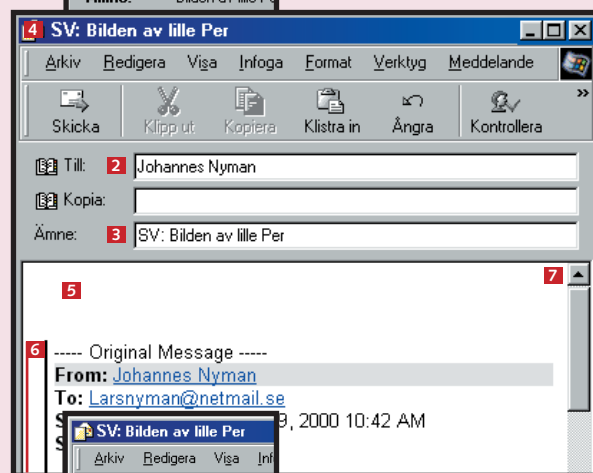 4 SV: Bilden av lille Per
Arkiv Redigera Visa Infoga Format Verktyg Meddelande
Skicka Klipp ut Kopiera Klistra in Ångra Kontrollera »
Till: 2 Johannes Nyman
Kopia:
Ämne: 3 SV: Bilden av lille Per
7
5
6 ----- Original Message -----
From: Johannes Nyman
To: Larsnyman@netmail.se
9, 2000 10:42 AM
SV: Bilden av lille Per
Arkiv Redigera Visa